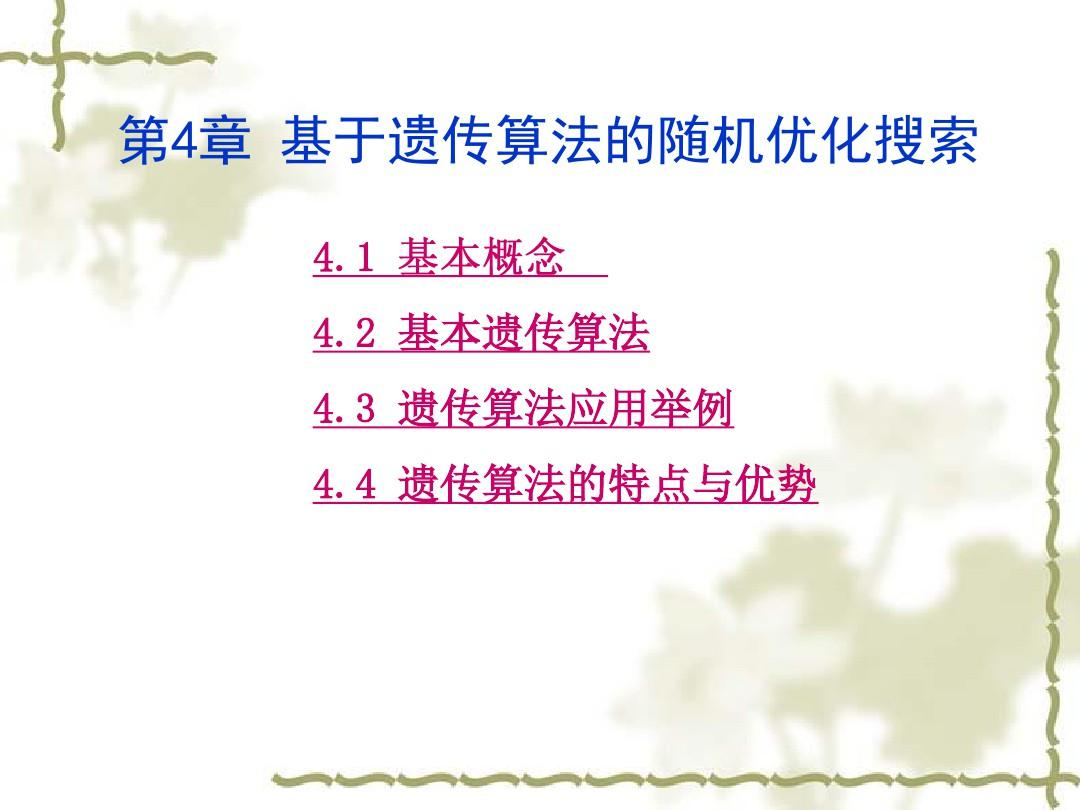 第4章 基于遗传算法的随机优化搜索
4.1 基本概念
4.2 基本遗传算法
4.3 遗传算法应用举例
4.4 遗传算法的特点与优势